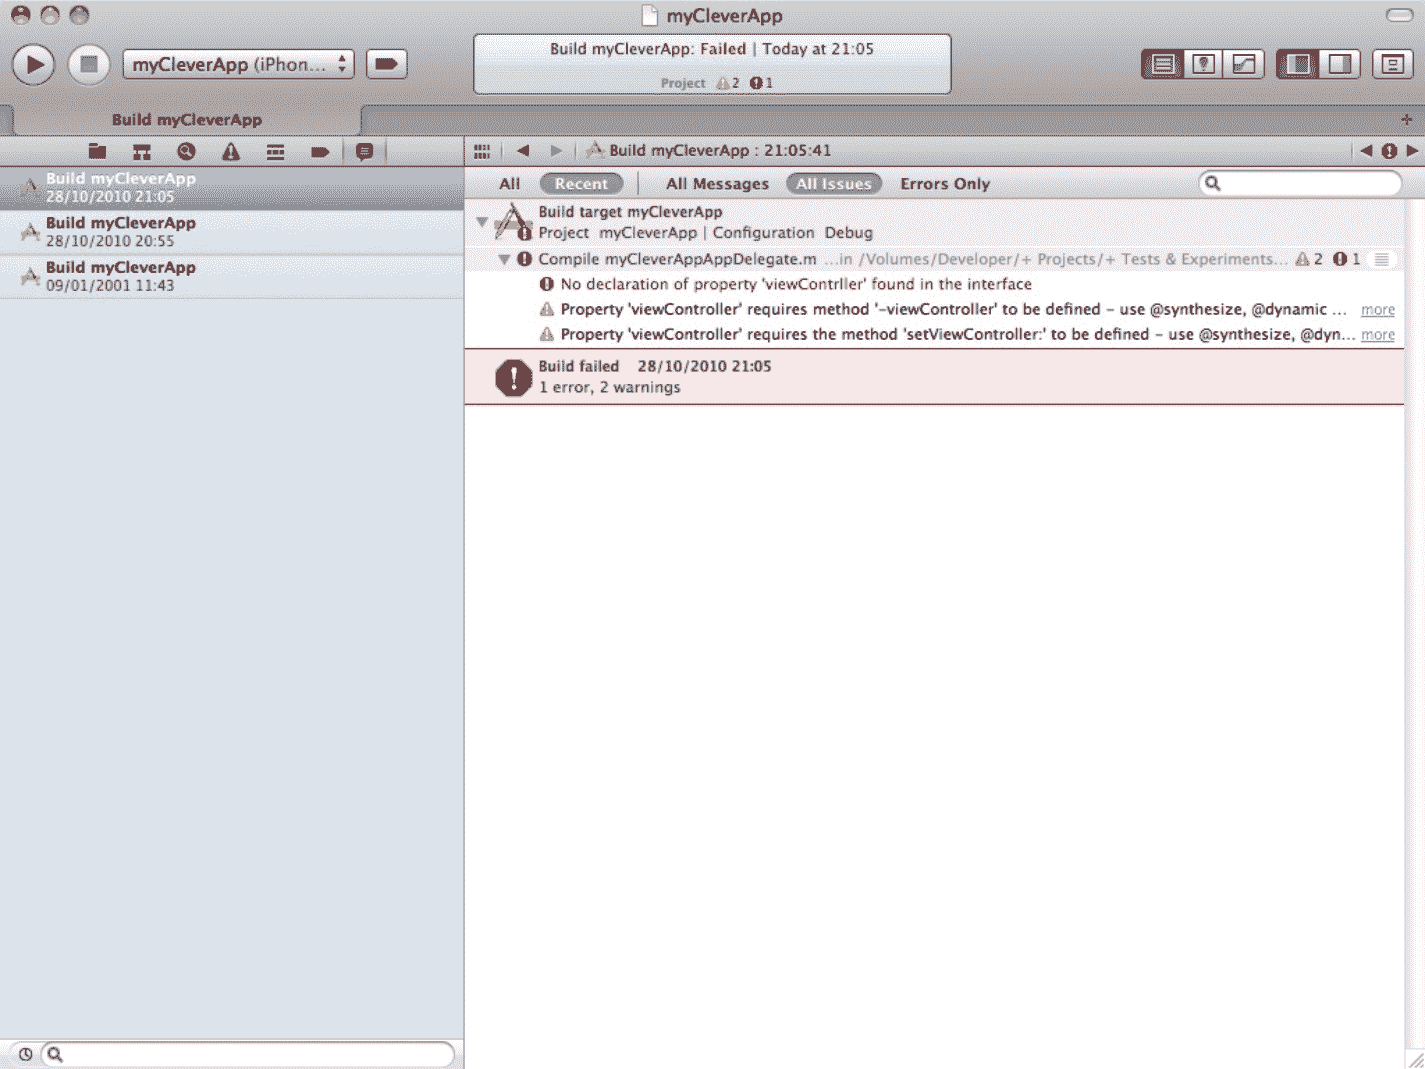 myCleverApp
myCleverApp (iPhon...
Build myCleverApp: Failed | Today at 21:05
Project 2 1
Build myCleverApp
Build myCleverApp : 21:05:41
Build myCleverApp
28/10/2010 21:05
Build myCleverApp
28/10/2010 20:55
Build myCleverApp
09/01/2001 11:43
All Recent All Messages All Issues Errors Only
Build target myCleverApp
Project myCleverApp | Configuration Debug
Compile myCleverAppAppDelegate.m ...in /Volumes/Developer/+ Projects/+ Tests & Experiments... 2 1
No declaration of property 'viewContrller' found in the interface
Property 'viewController' requires method '-viewController' to be defined - use @synthesize, @dynamic ... more
Property 'viewController' requires the method 'setViewController:' to be defined - use @synthesize, @dyn... more
Build failed 28/10/2010 21:05
1 error, 2 warnings